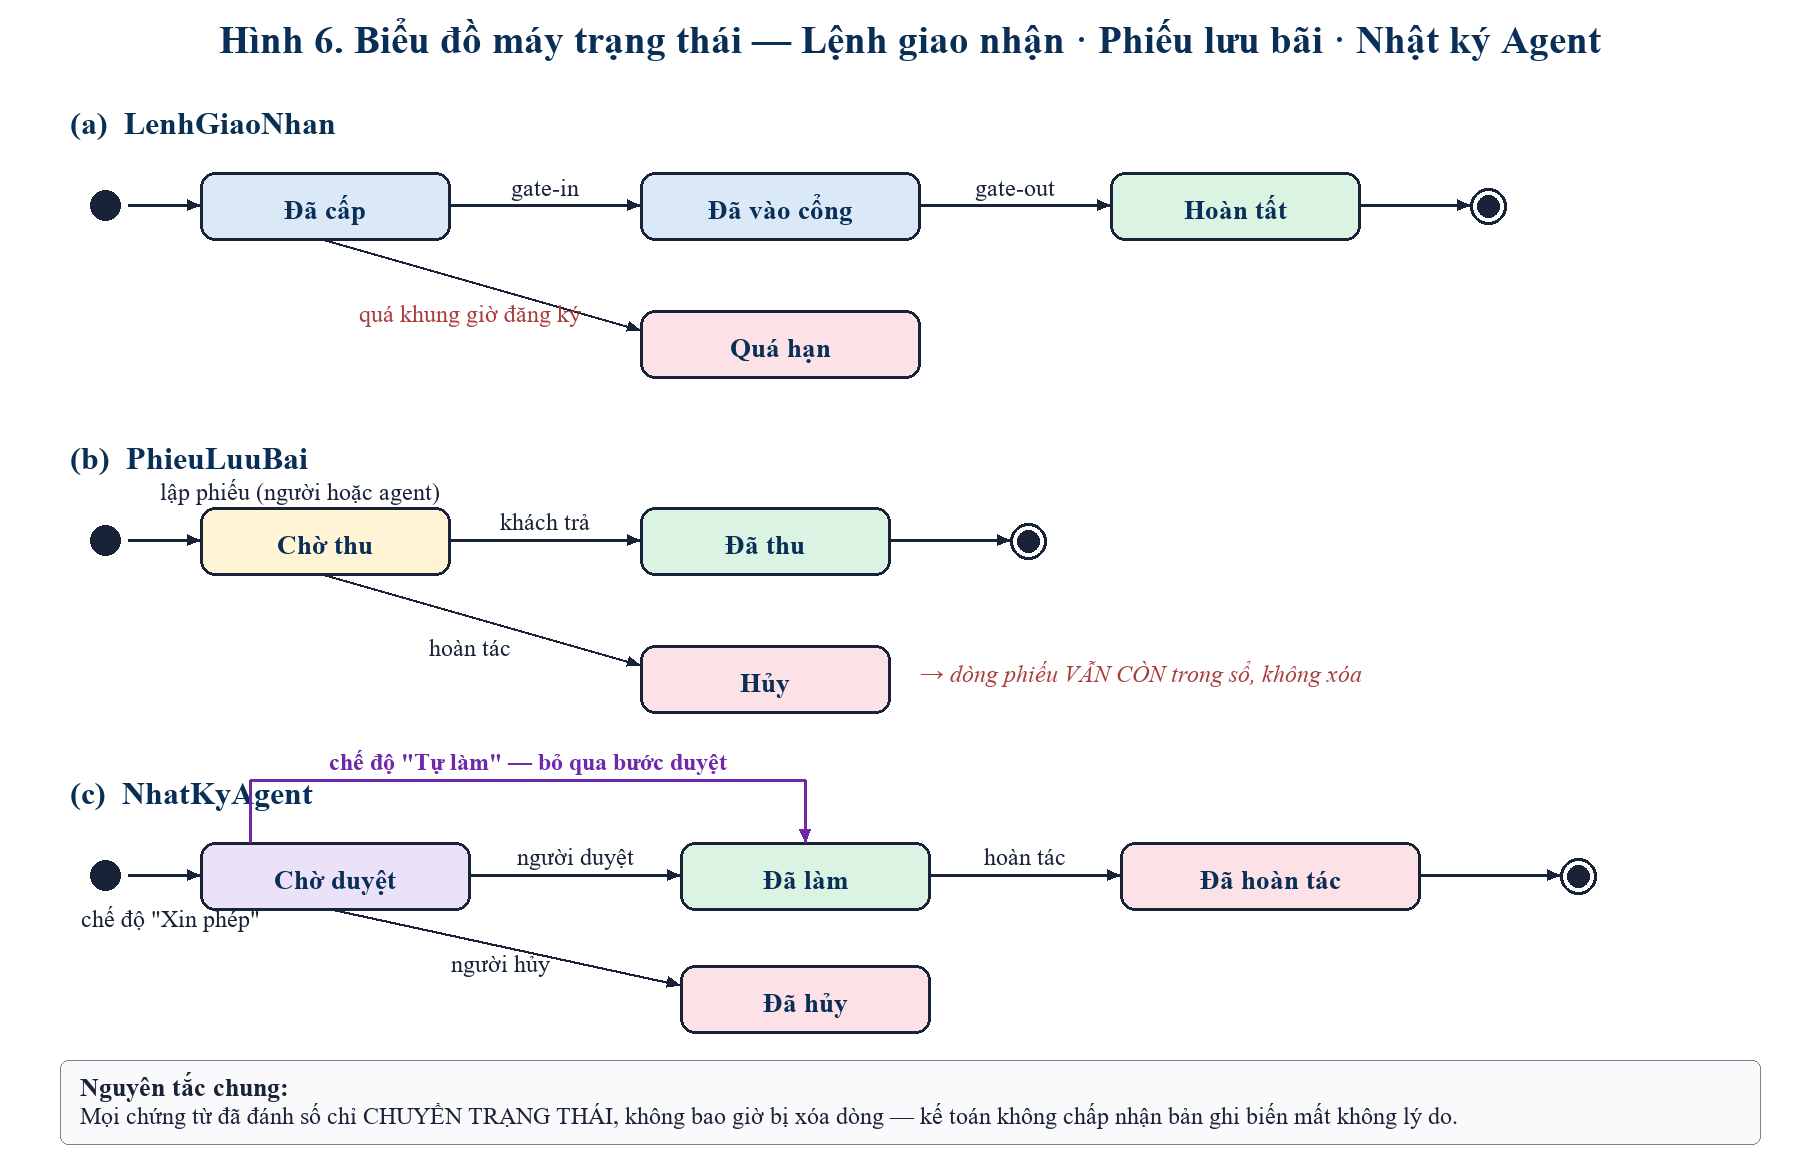 Hình 6. Biểu đồ máy trạng thái — Lệnh giao nhận · Phiếu lưu bãi · Nhật ký Agent
(a) LenhGiaoNhan
gate-in
gate-out
Đã cấp
Đã vào cổng
Hoàn tất
quá khung giờ đăng ký
Quá hạn
(b) PhieuLuuBai
lập phiếu (người hoặc agent)
khách trả
Chờ thu
Đã thu
hoàn tác
Hủy
→ dòng phiếu VẪN CÒN trong sổ, không xóa
chế độ "Tự làm" — bỏ qua bước duyệt
(c) NhatKyAgent
người duyệt
hoàn tác
Chờ duyệt
Đã làm
Đã hoàn tác
chế độ "Xin phép"
người hủy
Đã hủy
Nguyên tắc chung:
Mọi chứng từ đã đánh số chỉ CHUYỂN TRẠNG THÁI, không bao giờ bị xóa dòng — kế toán không chấp nhận bản ghi biến mất không lý do.